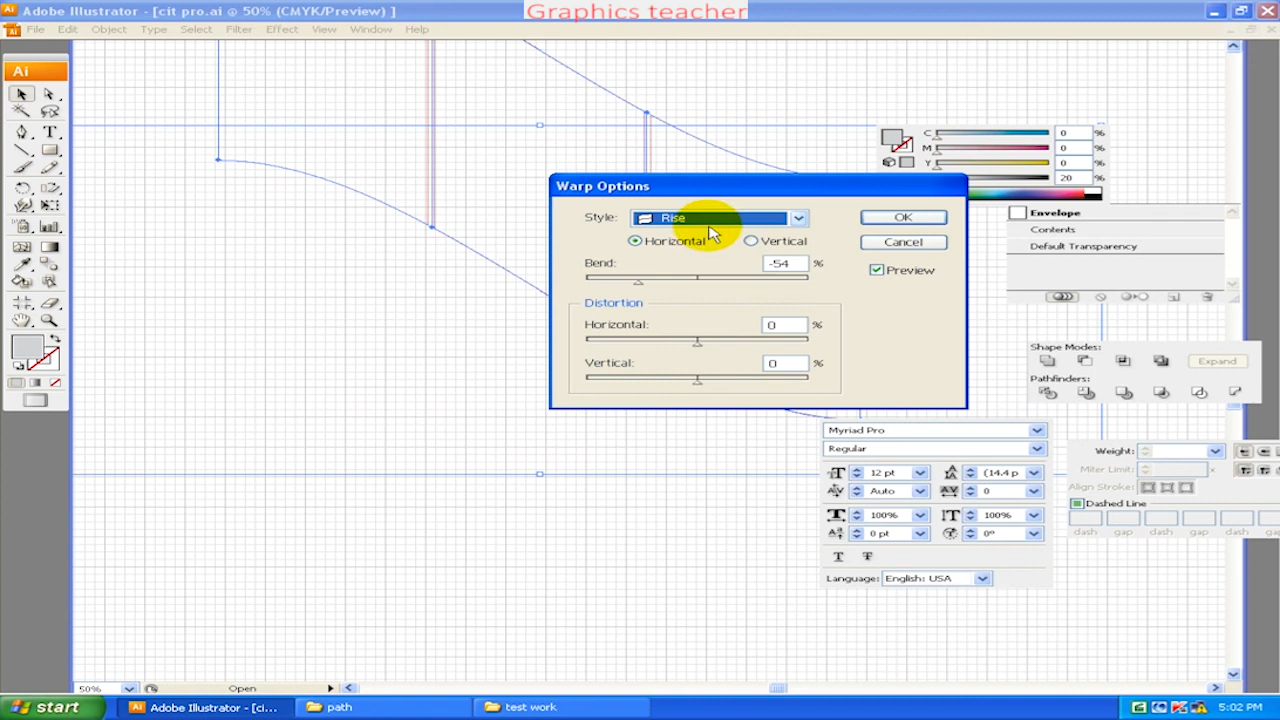 Adobe Illustrator - [cit pro.ai @ 50% (CMYK/Preview) ]
Graphics teacher
File Edit Object Type Select Filter Effect View Window Help
Ai
Warp Options
Style: Rise
Horizontal Vertical
Bend: -54 %
Distortion
Horizontal: 0 %
Vertical: 0 %
OK
Cancel
Preview
C 0 %
M 0 %
Y 0 %
20 %
Envelope
Contents
Default Transparency
Shape Modes:
Expand
Pathfinders:
Myriad Pro
Regular
12 pt (14.4 p
Auto 0
100% 100%
0 pt 0°
T T
Language: English: USA
Weight:
Miter Limit: x
Align Stroke:
Dashed Line
dash gap dash gap dash gap
50% Open
start Adobe Illustrator - [ci... path test work 5:02 PM